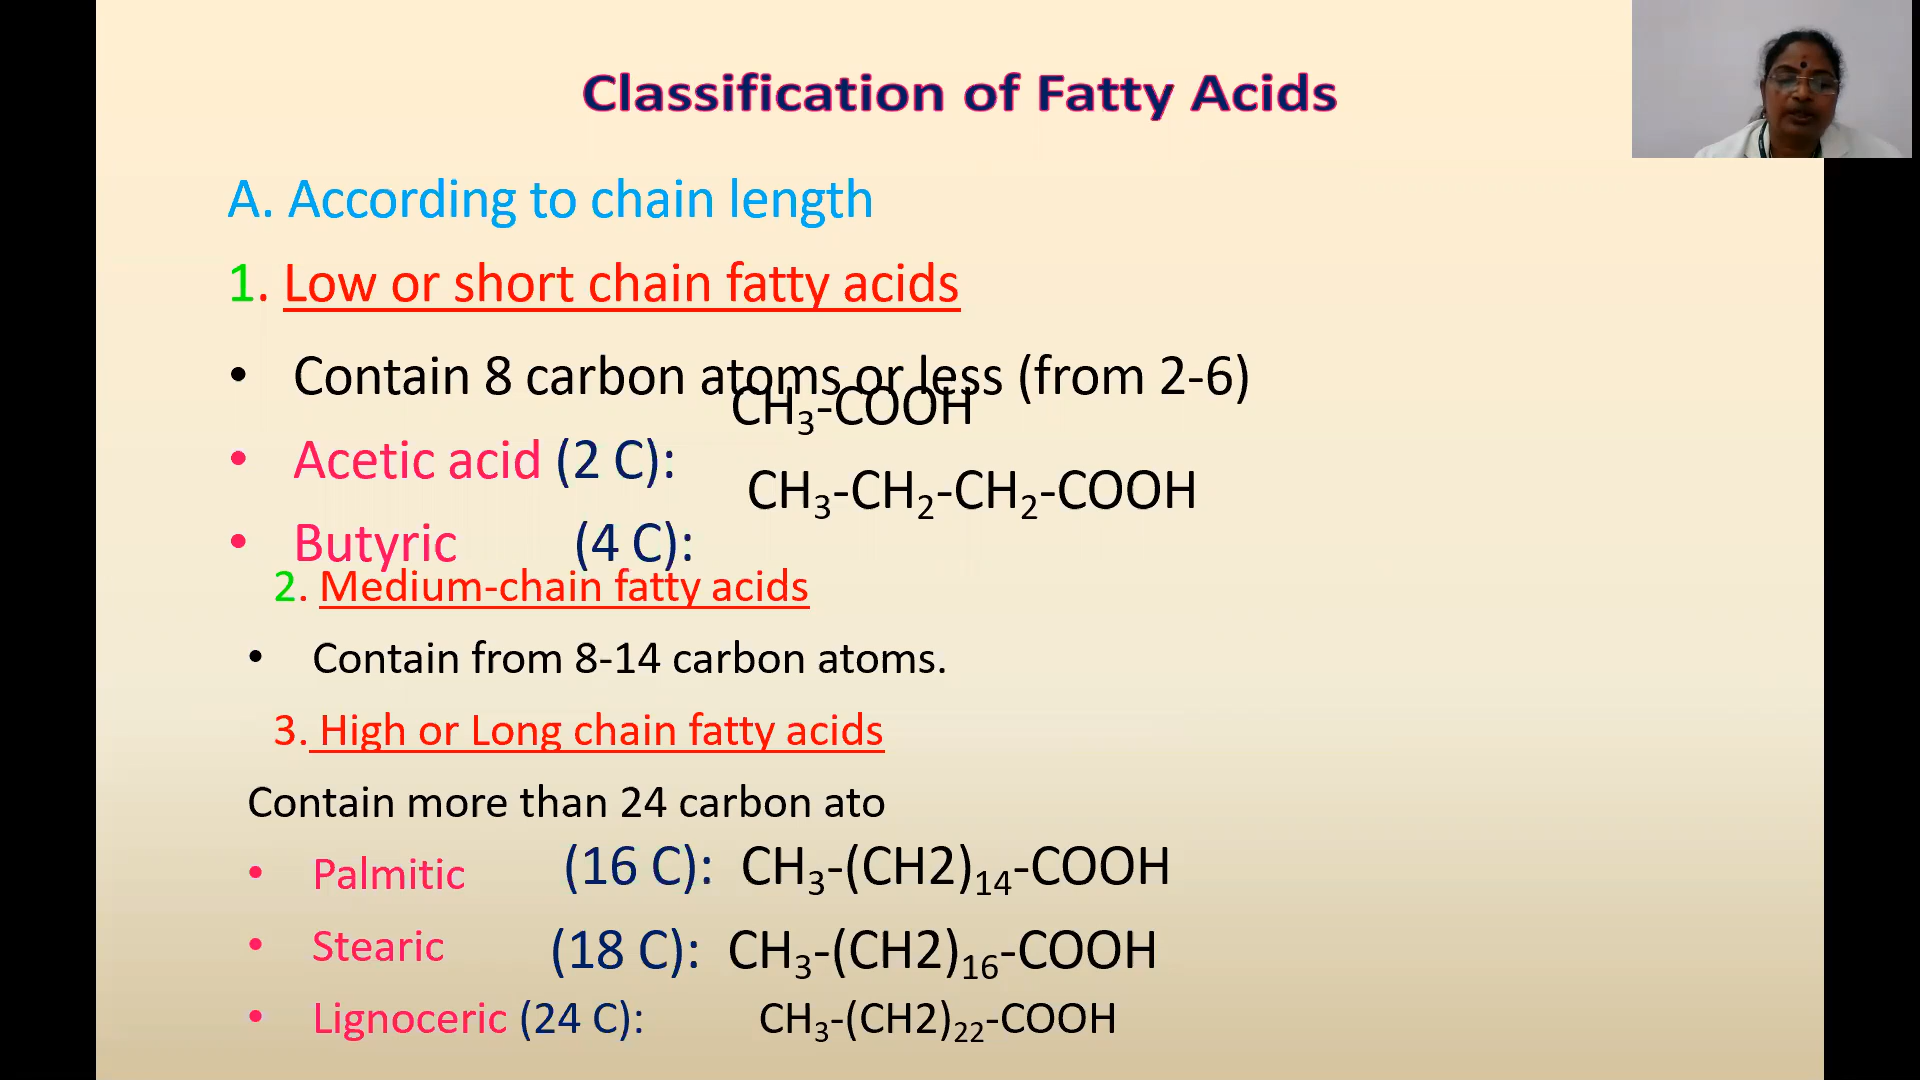 Classification of Fatty Acids
A. According to chain length
1. Low or short chain fatty acids
• Contain 8 carbon atoms or less (from 2-6)
• Acetic acid (2 C): CH₃-COOH
• Butyric (4 C): CH₃-CH₂-CH₂-COOH
2. Medium-chain fatty acids
• Contain from 8-14 carbon atoms.
3. High or Long chain fatty acids
Contain more than 24 carbon ato
• Palmitic (16 C): CH₃-(CH2)₁₄-COOH
• Stearic (18 C): CH₃-(CH2)₁₆-COOH
• Lignoceric (24 C): CH₃-(CH2)₂₂-COOH